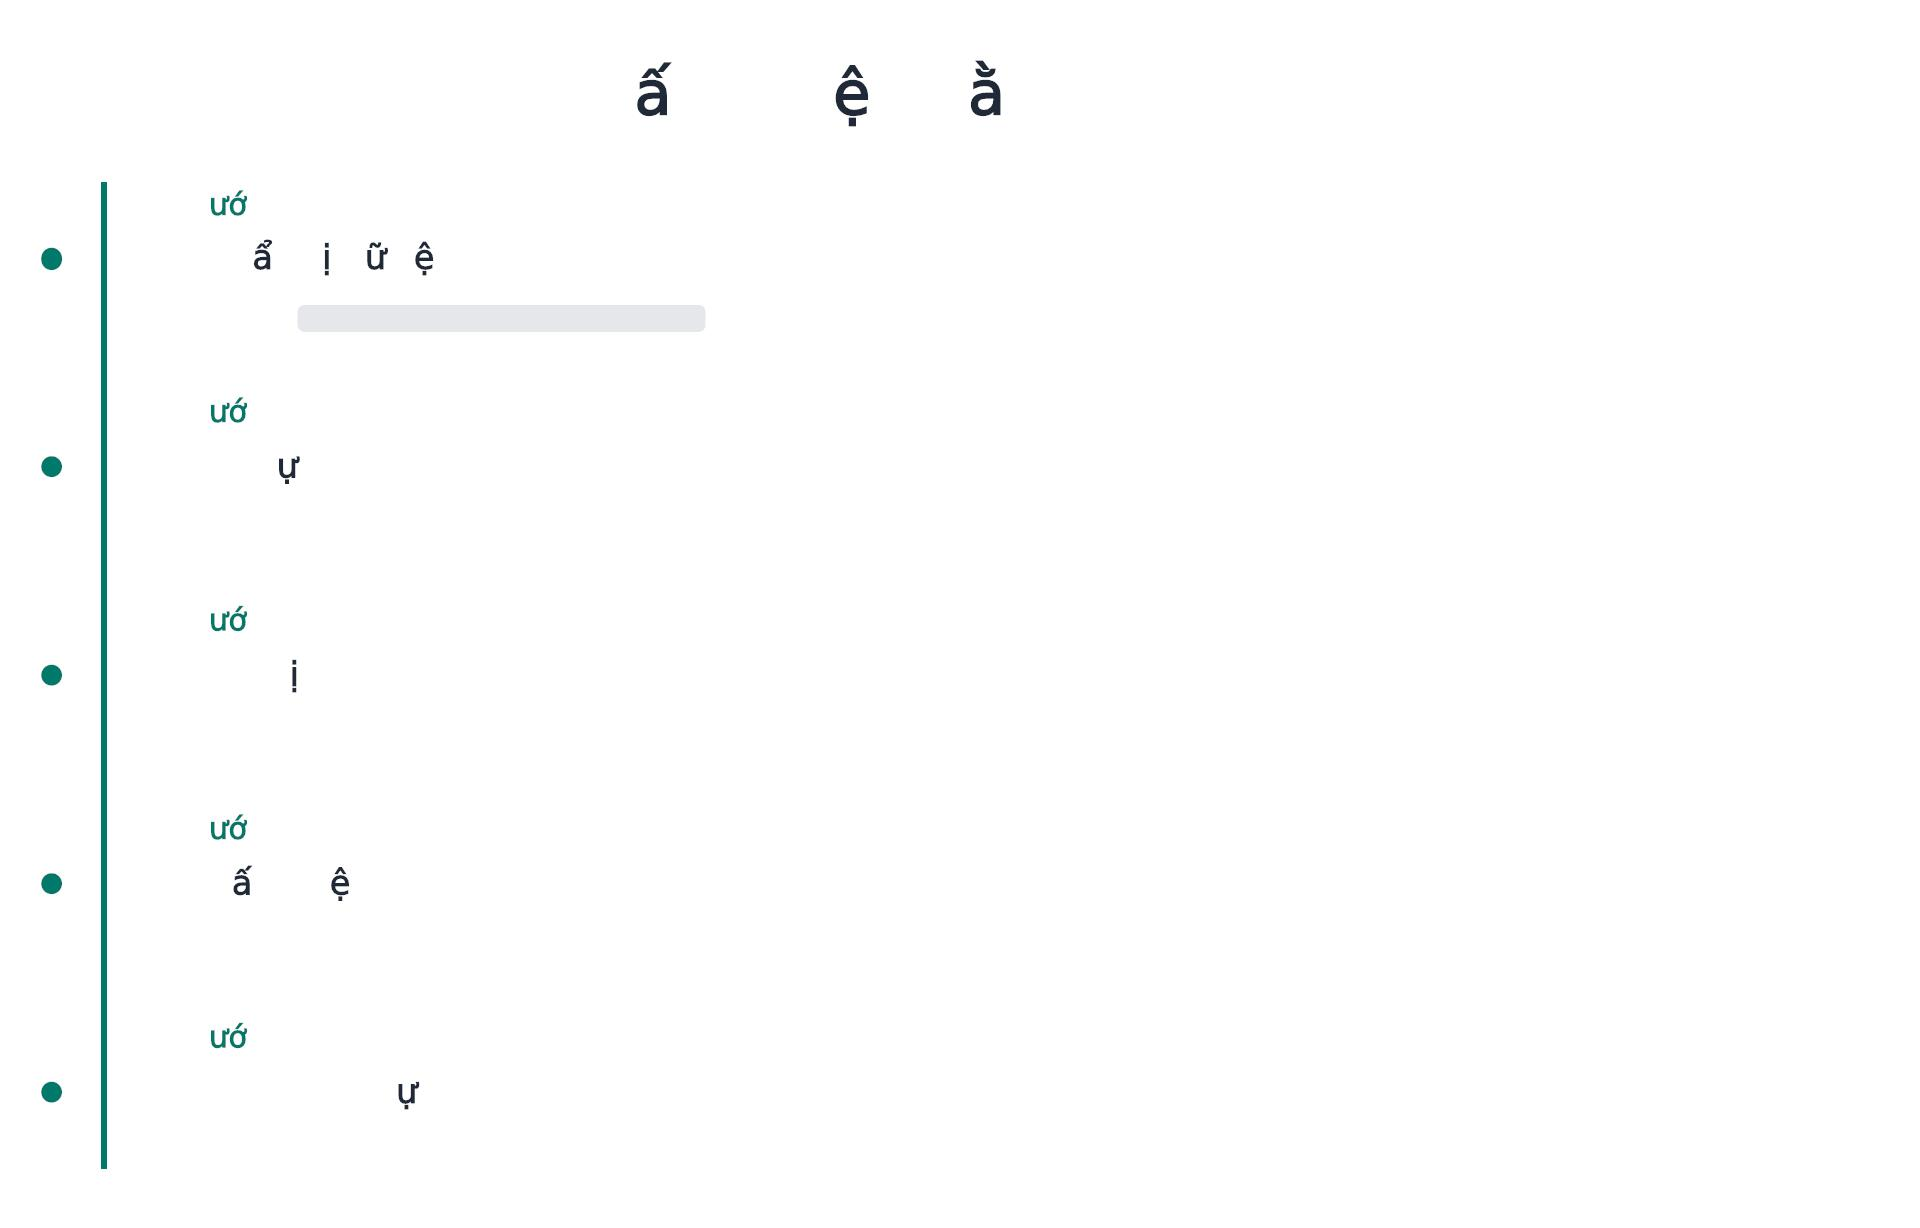 ấ ệ ằ
ướ
ẩ ị ữ ệ
ướ
ự
ướ
ị
ướ
ấ ệ
ướ
ự